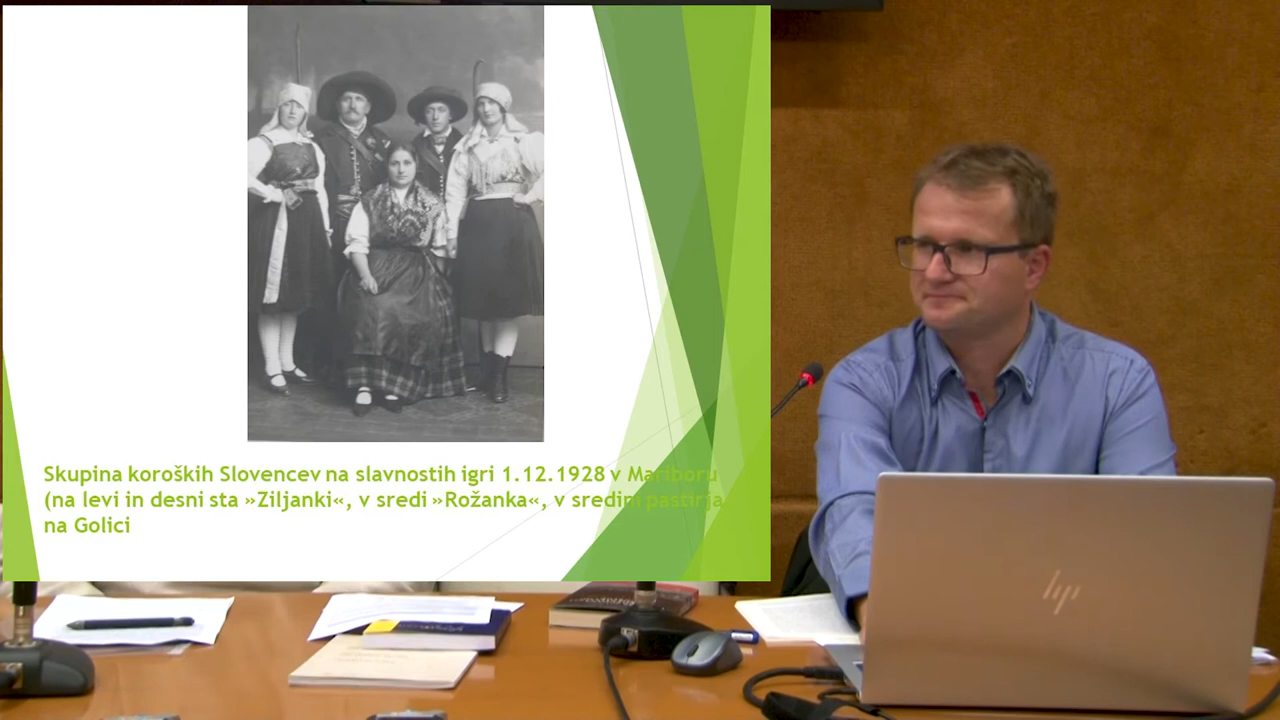 Skupina koroških Slovencev na slavnostih igri 1.12.1928 v Mariboru
(na levi in desni sta »Ziljanki«, v sredi »Rožanka«, v sredini pastirja
na Golici
hp